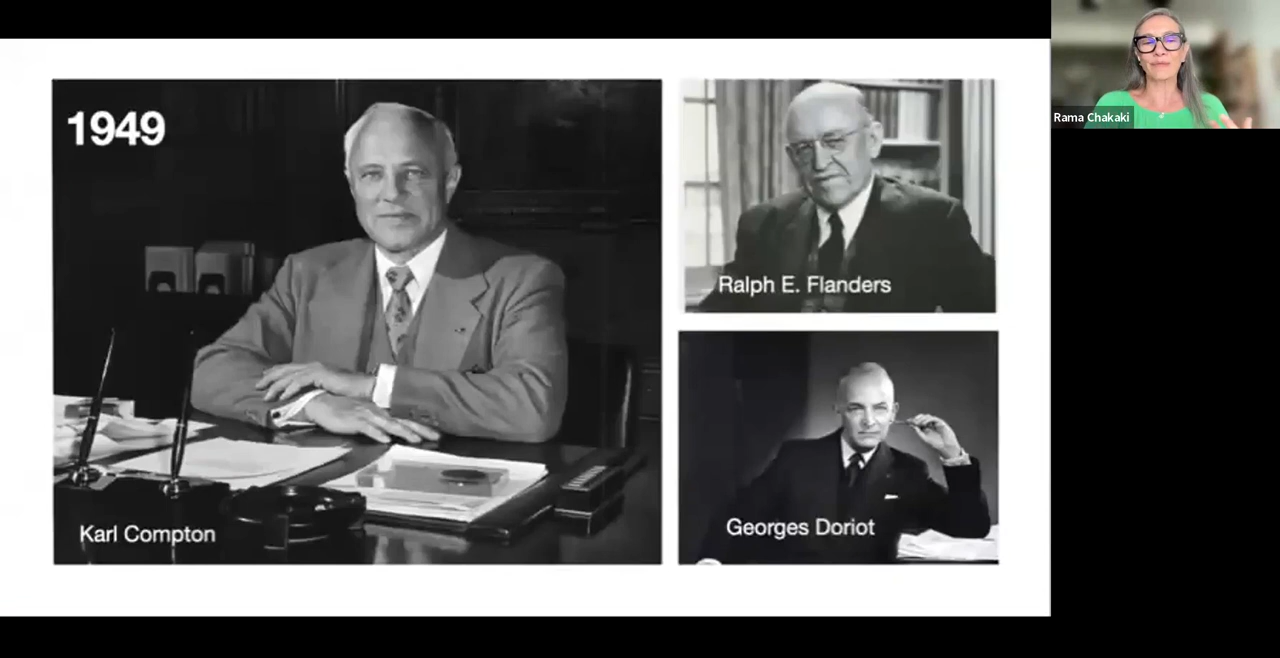 1949
Karl Compton
Ralph E. Flanders
Georges Doriot
Rama Chakaki